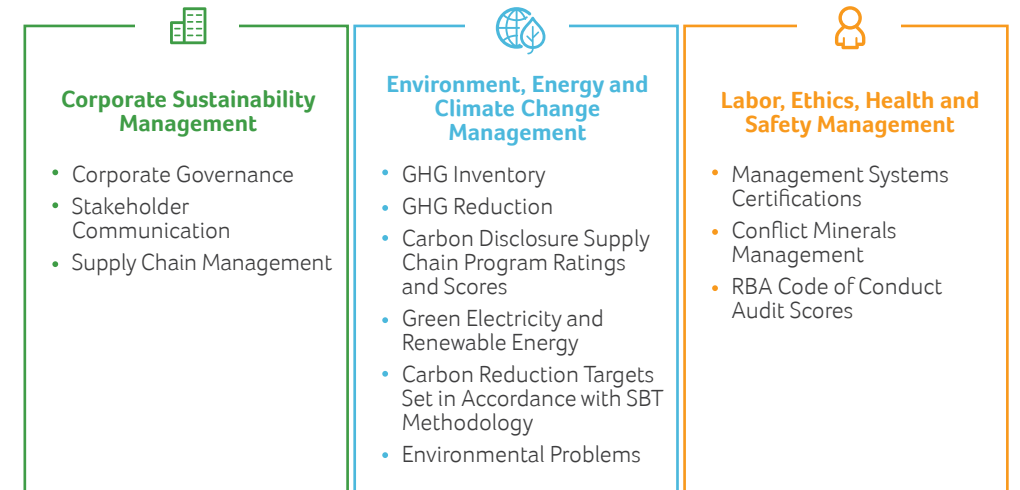 Corporate Sustainability
Management
• Corporate Governance
• Stakeholder
Communication
• Supply Chain Management
Environment, Energy and
Climate Change
Management
• GHG Inventory
• GHG Reduction
• Carbon Disclosure Supply
Chain Program Ratings
and Scores
• Green Electricity and
Renewable Energy
• Carbon Reduction Targets
Set in Accordance with SBT
Methodology
• Environmental Problems
Labor, Ethics, Health and
Safety Management
• Management Systems
Certifications
• Conflict Minerals
Management
• RBA Code of Conduct
Audit Scores